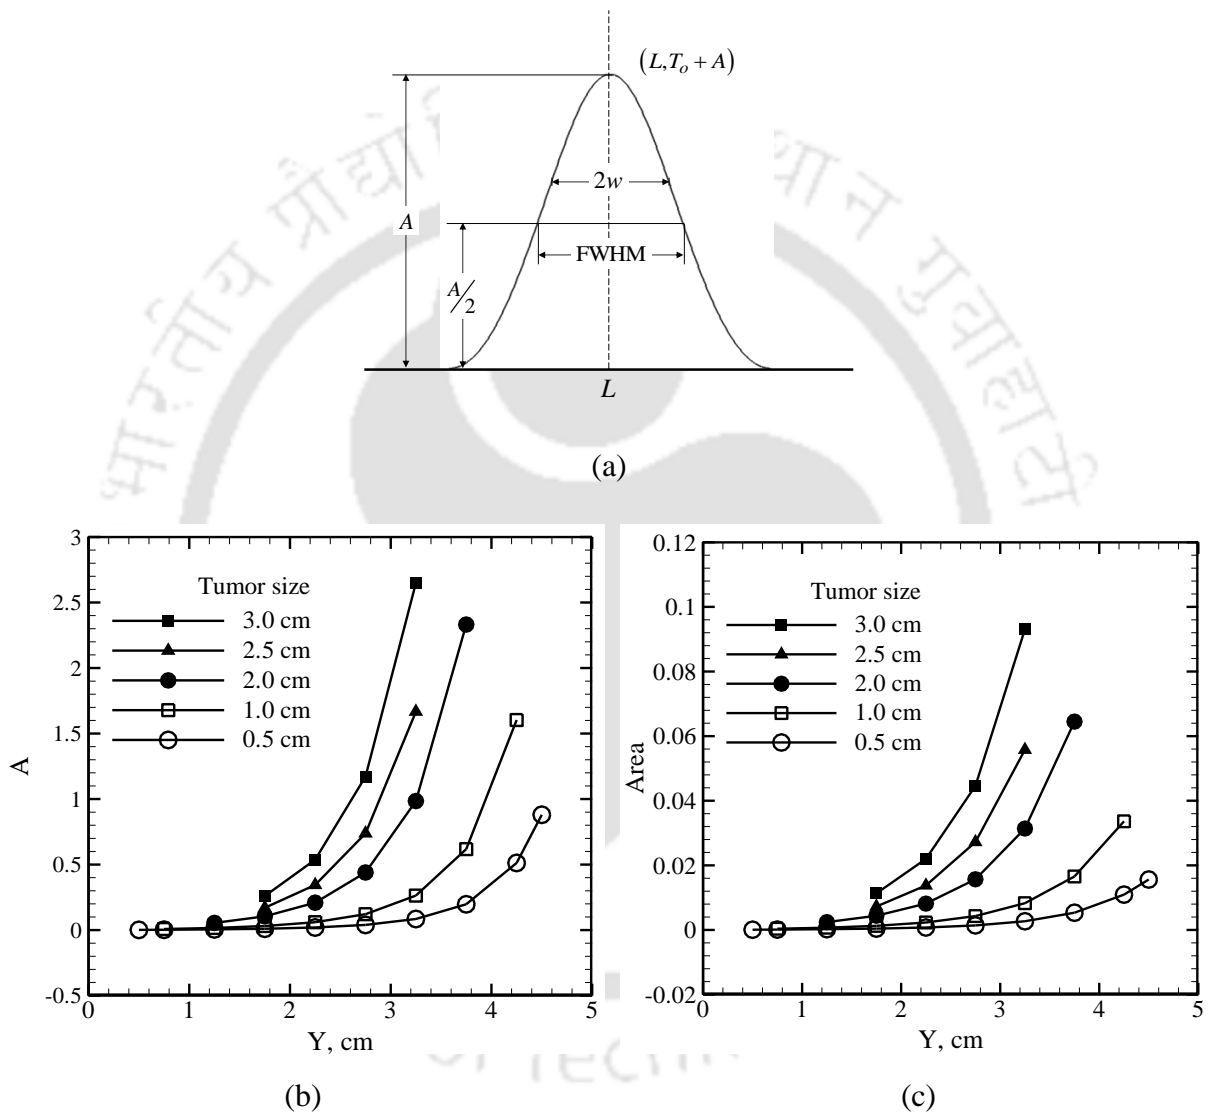 (L,T_o + A)
2w
A
FWHM
A/2
L
(a)
3
2.5
2
1.5
1
0.5
0
-0.5
0 1 2 3 4 5
A
Y, cm
Tumor size
3.0 cm
2.5 cm
2.0 cm
1.0 cm
0.5 cm
(b)
0.12
0.1
0.08
0.06
0.04
0.02
0
-0.02
0 1 2 3 4 5
Area
Y, cm
Tumor size
3.0 cm
2.5 cm
2.0 cm
1.0 cm
0.5 cm
(c)